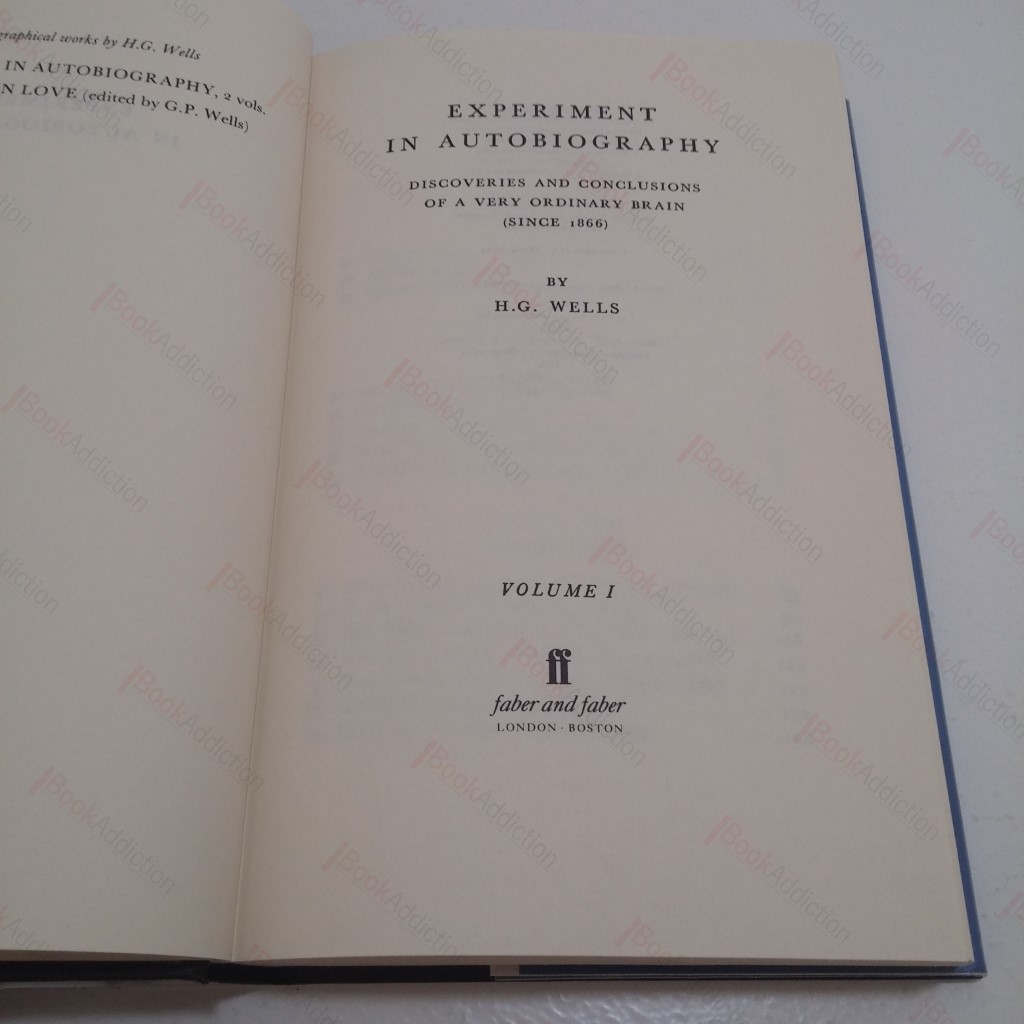 graphical works by H.G. Wells
IN AUTOBIOGRAPHY, 2 vols.
N LOVE (edited by G.P. Wells)
EXPERIMENT
IN AUTOBIOGRAPHY
DISCOVERIES AND CONCLUSIONS
OF A VERY ORDINARY BRAIN
(SINCE 1866)
BY
H.G. WELLS
VOLUME I
ff
faber and faber
LONDON · BOSTON
BookAddiction